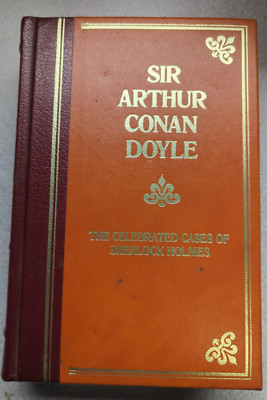 SIR
ARTHUR
CONAN
DOYLE
THE CELEBRATED CASES OF
SHERLOCK HOLMES